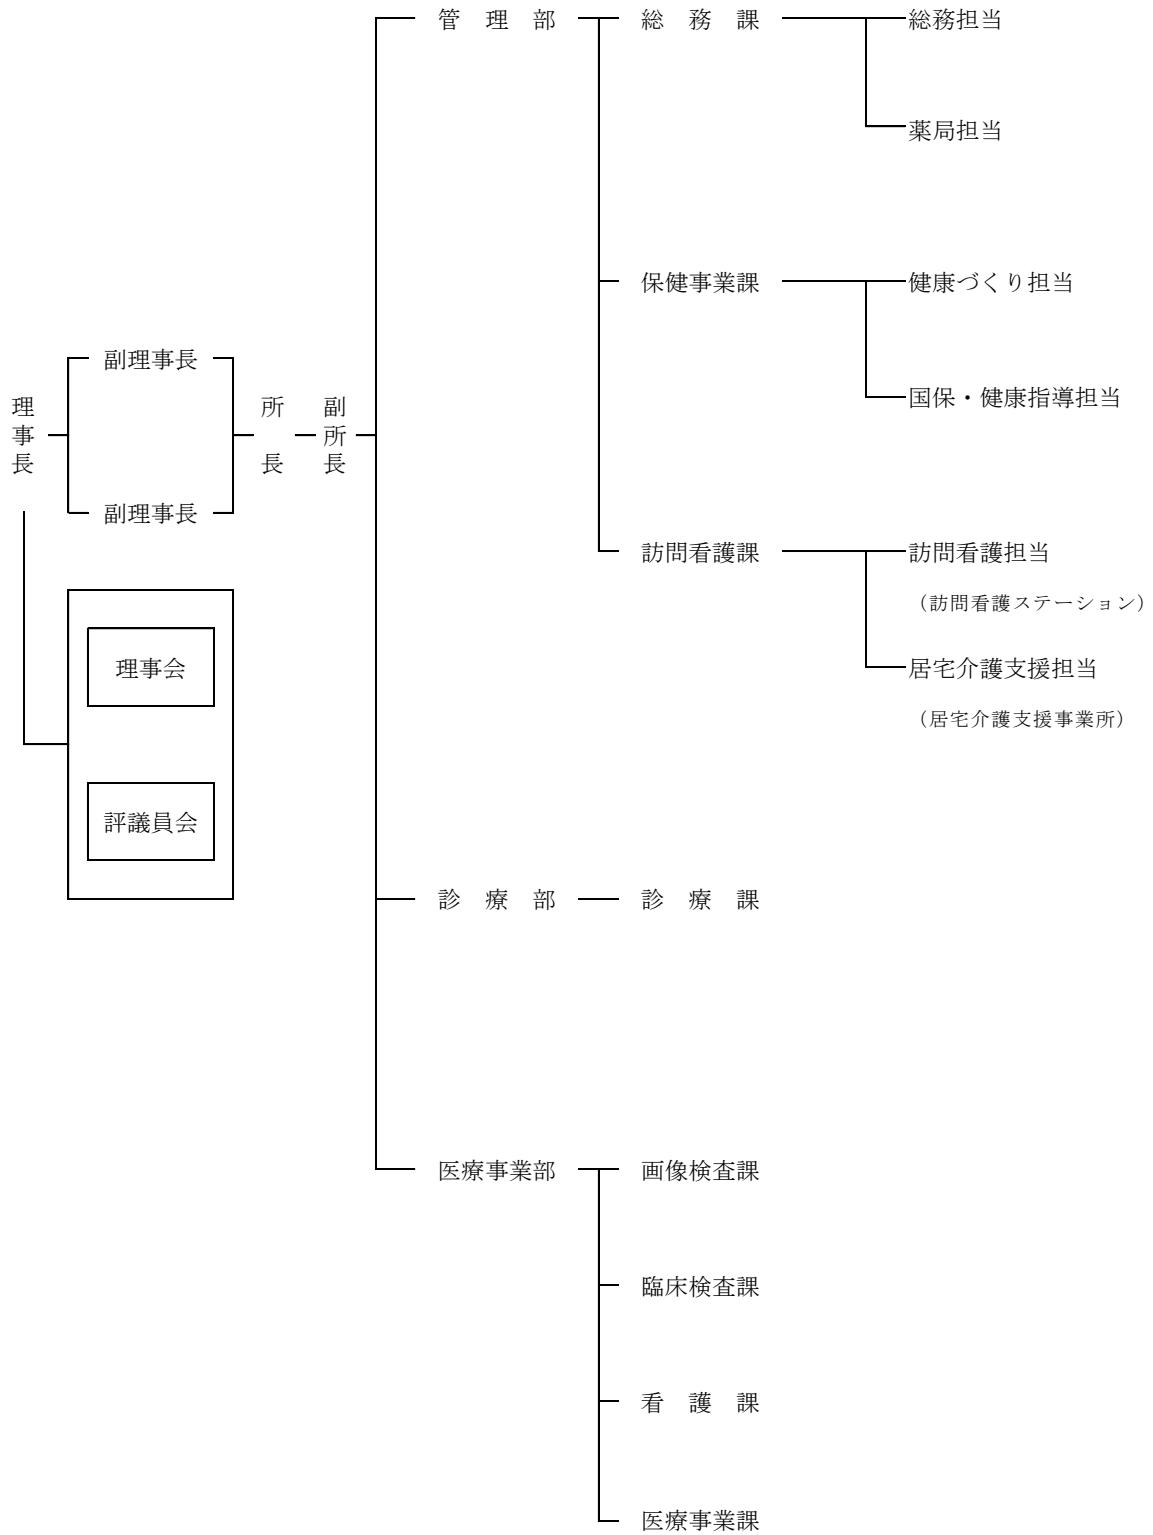 管　理　部
総　務　課
総務担当
薬局担当
保健事業課
健康づくり担当
国保・健康指導担当
副理事長
理事長
所長
副所長
副理事長
訪問看護課
訪問看護担当
（訪問看護ステーション）
居宅介護支援担当
（居宅介護支援事業所）
理事会
評議員会
診　療　部
診　療　課
医療事業部
画像検査課
臨床検査課
看　護　課
医療事業課